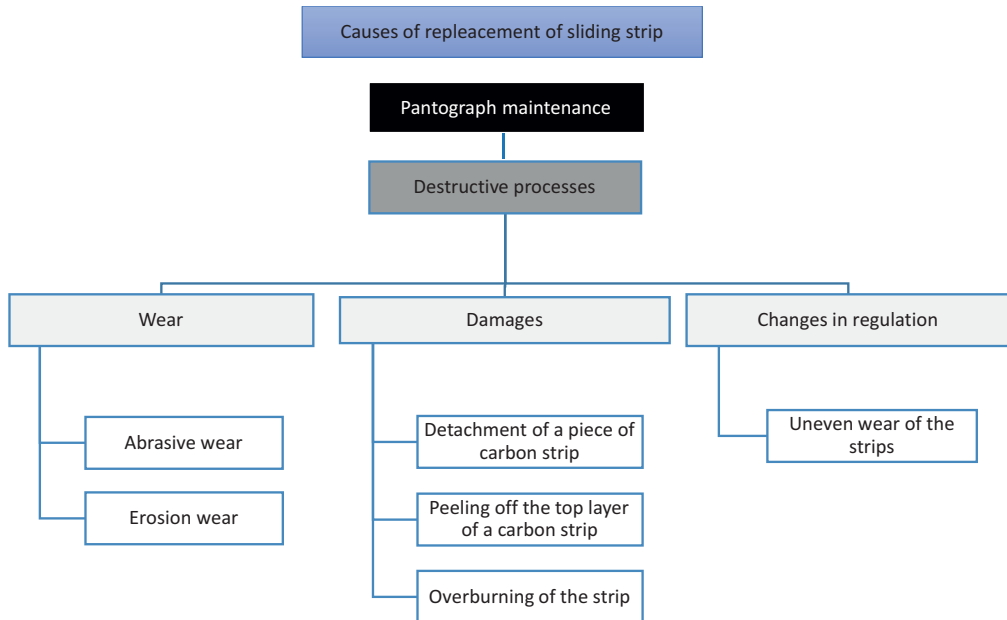 Causes of repleacement of sliding strip
Pantograph maintenance
Destructive processes
Wear
Damages
Changes in regulation
Abrasive wear
Erosion wear
Detachment of a piece of
carbon strip
Peeling off the top layer
of a carbon strip
Overburning of the strip
Uneven wear of the
strips